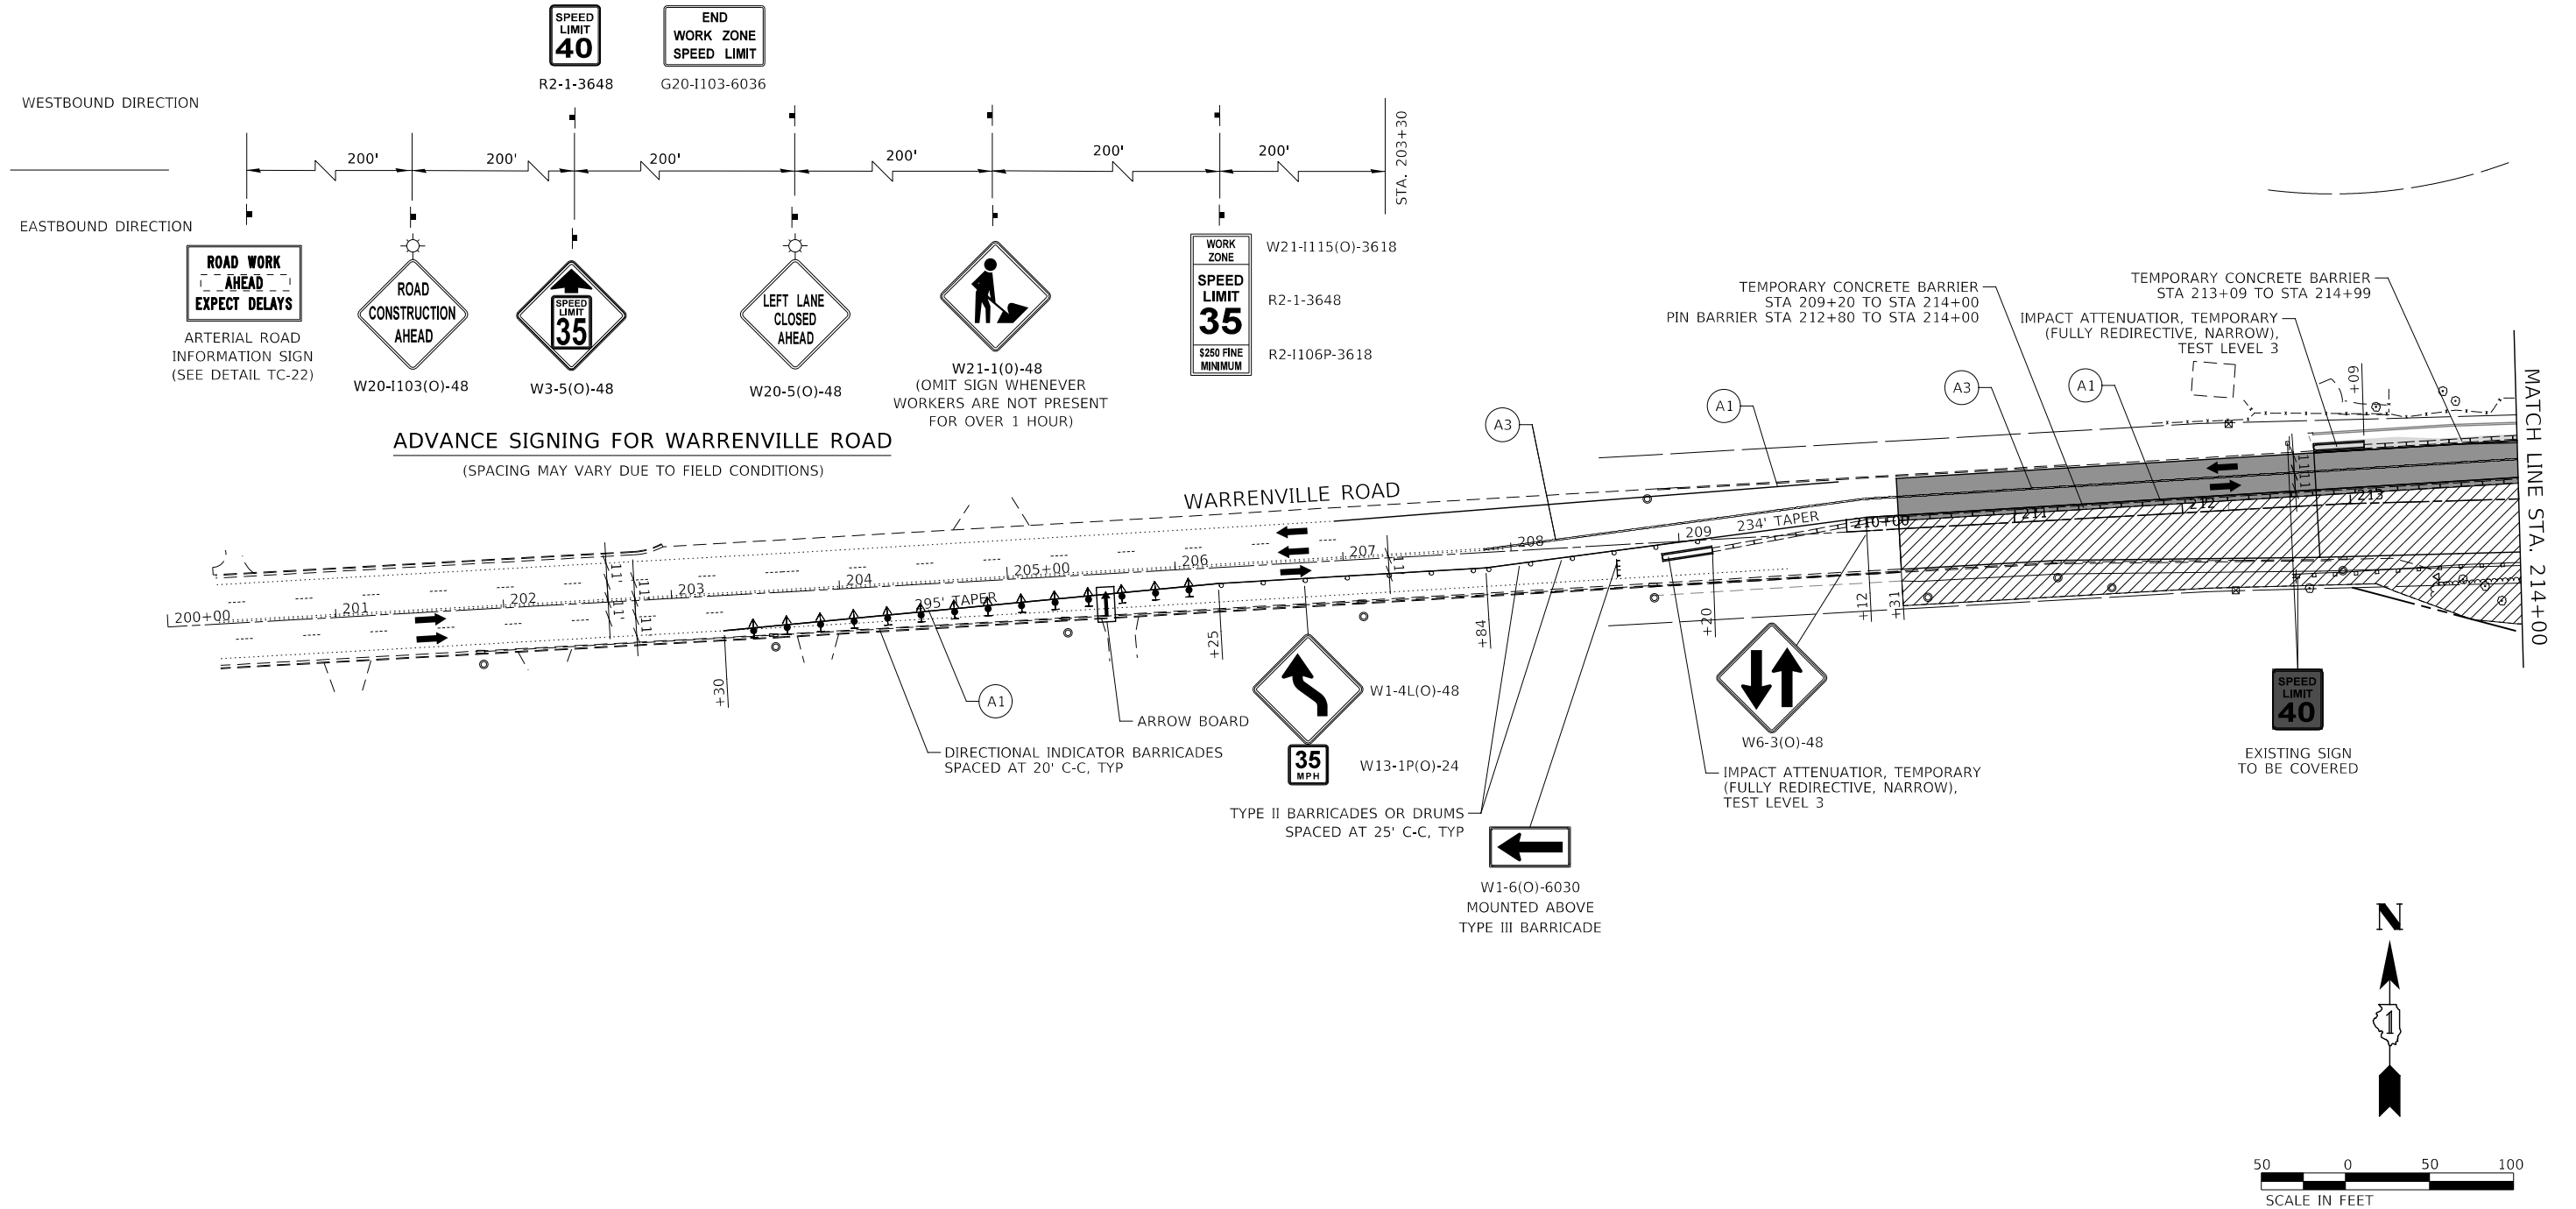 SPEED
LIMIT
40
R2-1-3648
END
WORK ZONE
SPEED LIMIT
G20-I103-6036
WESTBOUND DIRECTION
EASTBOUND DIRECTION
200'
200'
200'
200'
200'
200'
STA. 203+30
ROAD WORK
AHEAD
EXPECT DELAYS
ARTERIAL ROAD
INFORMATION SIGN
(SEE DETAIL TC-22)
ROAD
CONSTRUCTION
AHEAD
W20-I103(O)-48
SPEED
LIMIT
35
W3-5(O)-48
LEFT LANE
CLOSED
AHEAD
W20-5(O)-48
W21-1(0)-48
(OMIT SIGN WHENEVER
WORKERS ARE NOT PRESENT
FOR OVER 1 HOUR)
WORK
ZONE
SPEED
LIMIT
35
$250 FINE
MINIMUM
W21-I115(O)-3618
R2-1-3648
R2-I106P-3618
ADVANCE SIGNING FOR WARRENVILLE ROAD
(SPACING MAY VARY DUE TO FIELD CONDITIONS)
TEMPORARY CONCRETE BARRIER
STA 209+20 TO STA 214+00
PIN BARRIER STA 212+80 TO STA 214+00
TEMPORARY CONCRETE BARRIER
STA 213+09 TO STA 214+99
IMPACT ATTENUATIOR, TEMPORARY
(FULLY REDIRECTIVE, NARROW),
TEST LEVEL 3
A3
A1
A3
A1
+09
MATCH LINE STA. 214+00
WARRENVILLE ROAD
200+00
201
202
203
204
205+00
206
207
208
209
210+00
211
212
213
11'
11'
11'
11'
11'
11'
11'
295' TAPER
234' TAPER
+30
+25
+84
+20
+12
+31
A1
ARROW BOARD
DIRECTIONAL INDICATOR BARRICADES
SPACED AT 20' C-C, TYP
W1-4L(O)-48
35
MPH
W13-1P(O)-24
TYPE II BARRICADES OR DRUMS
SPACED AT 25' C-C, TYP
W1-6(O)-6030
MOUNTED ABOVE
TYPE III BARRICADE
W6-3(O)-48
IMPACT ATTENUATIOR, TEMPORARY
(FULLY REDIRECTIVE, NARROW),
TEST LEVEL 3
SPEED
LIMIT
40
EXISTING SIGN
TO BE COVERED
N
1
50 0 50 100
SCALE IN FEET